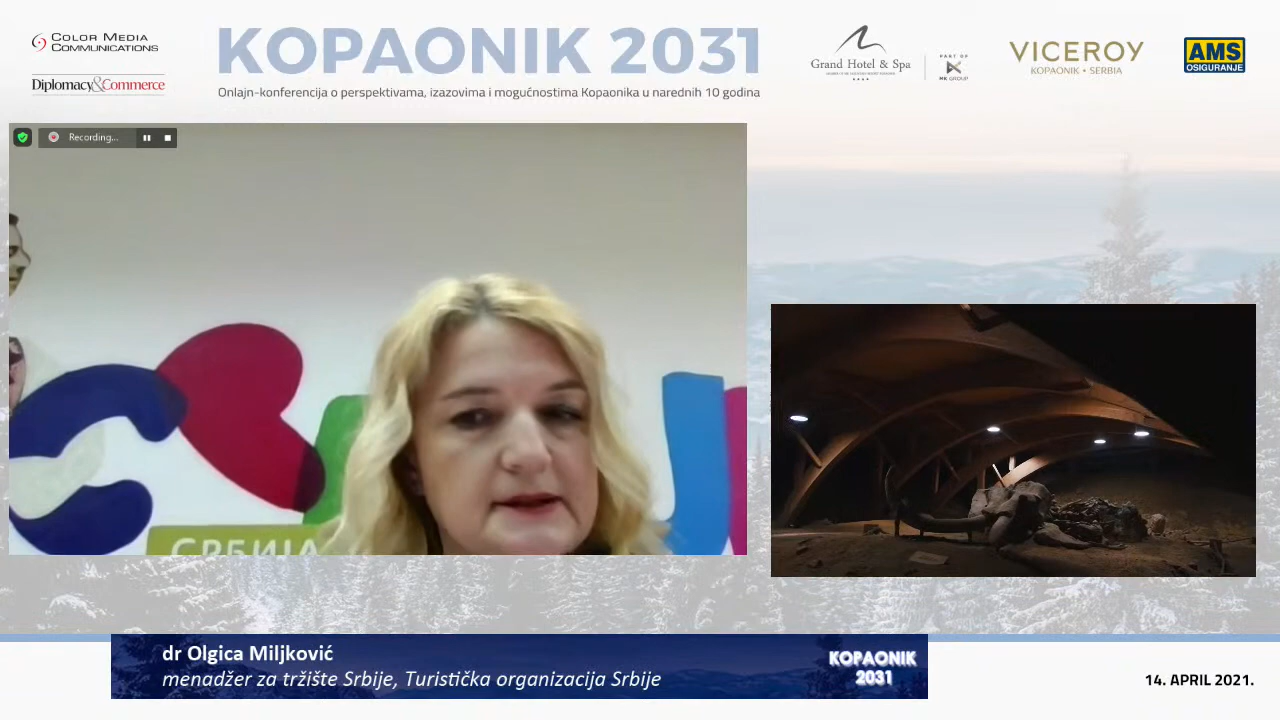 COLOR MEDIA
COMMUNICATIONS
Diplomacy&Commerce
KOPAONIK 2031
Onlajn-konferencija o perspektivama, izazovima i mogućnostima Kopaonika u narednih 10 godina
Grand Hotel & Spa
PART OF
MK GROUP
VICEROY
KOPAONIK • SERBIA
AMS
OSIGURANJE
Recording...
СРБИЈА
dr Olgica Miljković
menadžer za tržište Srbije, Turistička organizacija Srbije
KOPAONIK
2031
14. APRIL 2021.